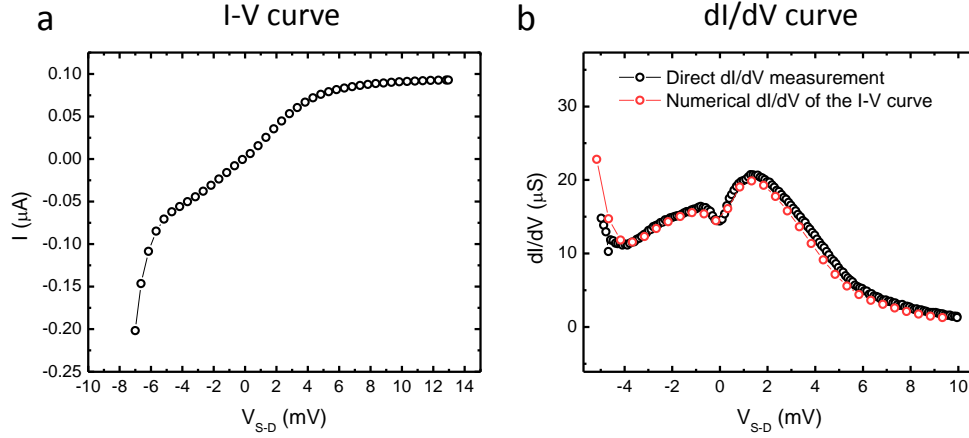 a
I-V curve
0.10
0.05
0.00
-0.05
-0.10
-0.15
-0.20
-0.25
I (μA)
-10 -8 -6 -4 -2 0 2 4 6 8 10 12 14
V_S-D (mV)
b
dI/dV curve
Direct dI/dV measurement
Numerical dI/dV of the I-V curve
30
20
10
0
dI/dV (μS)
-4 -2 0 2 4 6 8 10
V_S-D (mV)